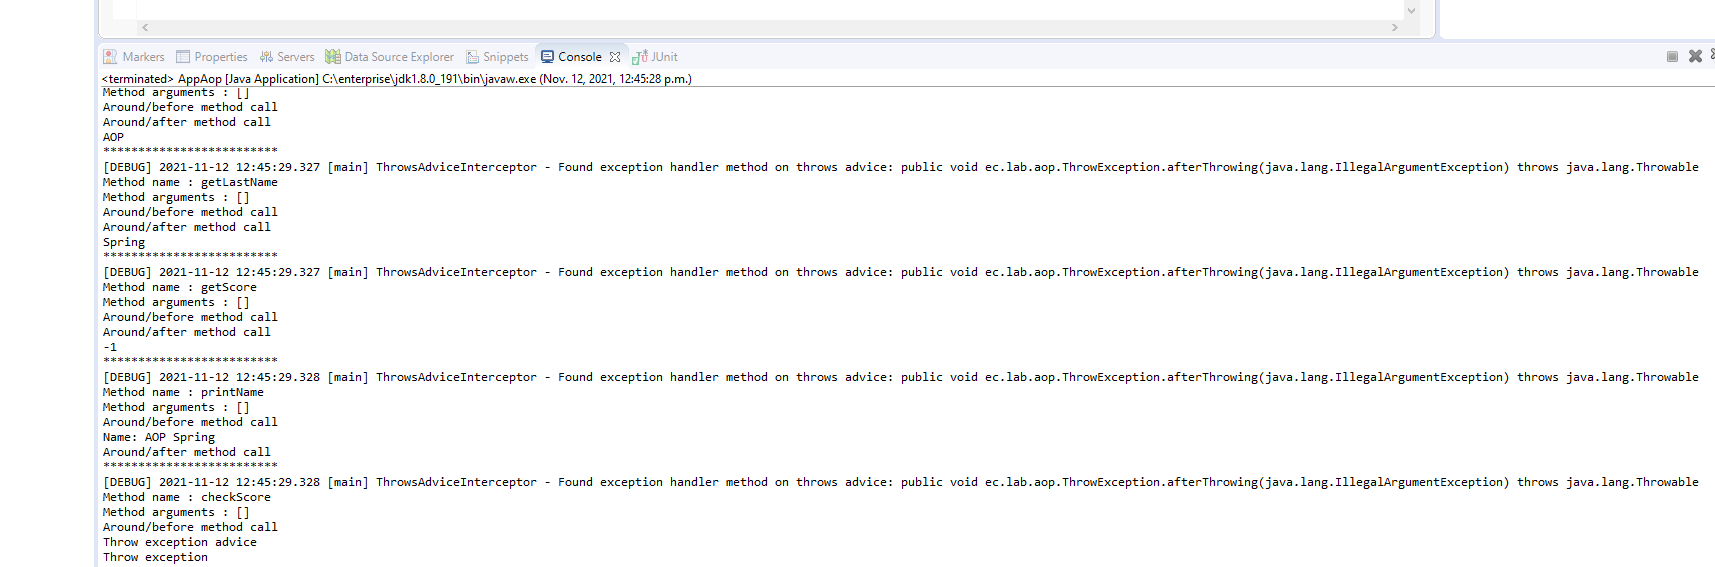 Markers Properties Servers Data Source Explorer Snippets Console JUnit
<terminated> AppAop [Java Application] C:\enterprise\jdk1.8.0_191\bin\javaw.exe (Nov. 12, 2021, 12:45:28 p.m.)
Method arguments : []
Around/before method call
Around/after method call
AOP
*************************
[DEBUG] 2021-11-12 12:45:29.327 [main] ThrowsAdviceInterceptor - Found exception handler method on throws advice: public void ec.lab.aop.ThrowException.afterThrowing(java.lang.IllegalArgumentException) throws java.lang.Throwable
Method name : getLastName
Method arguments : []
Around/before method call
Around/after method call
Spring
*************************
[DEBUG] 2021-11-12 12:45:29.327 [main] ThrowsAdviceInterceptor - Found exception handler method on throws advice: public void ec.lab.aop.ThrowException.afterThrowing(java.lang.IllegalArgumentException) throws java.lang.Throwable
Method name : getScore
Method arguments : []
Around/before method call
Around/after method call
-1
*************************
[DEBUG] 2021-11-12 12:45:29.328 [main] ThrowsAdviceInterceptor - Found exception handler method on throws advice: public void ec.lab.aop.ThrowException.afterThrowing(java.lang.IllegalArgumentException) throws java.lang.Throwable
Method name : printName
Method arguments : []
Around/before method call
Name: AOP Spring
Around/after method call
*************************
[DEBUG] 2021-11-12 12:45:29.328 [main] ThrowsAdviceInterceptor - Found exception handler method on throws advice: public void ec.lab.aop.ThrowException.afterThrowing(java.lang.IllegalArgumentException) throws java.lang.Throwable
Method name : checkScore
Method arguments : []
Around/before method call
Throw exception advice
Throw exception